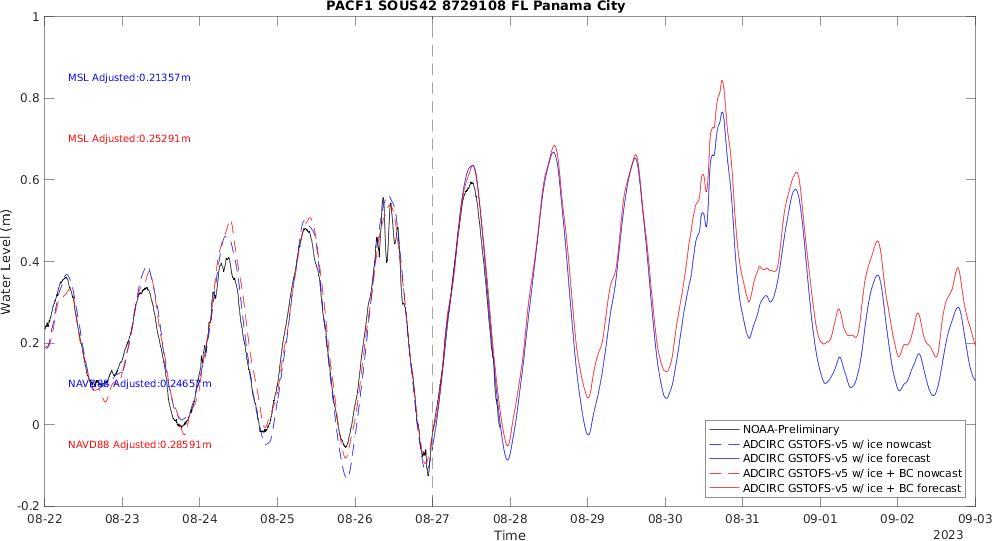 PACF1 SOUS42 8729108 FL Panama City
Water Level (m)
1
0.8
0.6
0.4
0.2
0
-0.2
MSL Adjusted:0.21357m
MSL Adjusted:0.25291m
NAVD88 Adjusted:0.24657m
NAVD88 Adjusted:0.28591m
NOAA-Preliminary
ADCIRC GSTOFS-v5 w/ ice nowcast
ADCIRC GSTOFS-v5 w/ ice forecast
ADCIRC GSTOFS-v5 w/ ice + BC nowcast
ADCIRC GSTOFS-v5 w/ ice + BC forecast
08-22 08-23 08-24 08-25 08-26 08-27 08-28 08-29 08-30 08-31 09-01 09-02 09-03
Time
2023